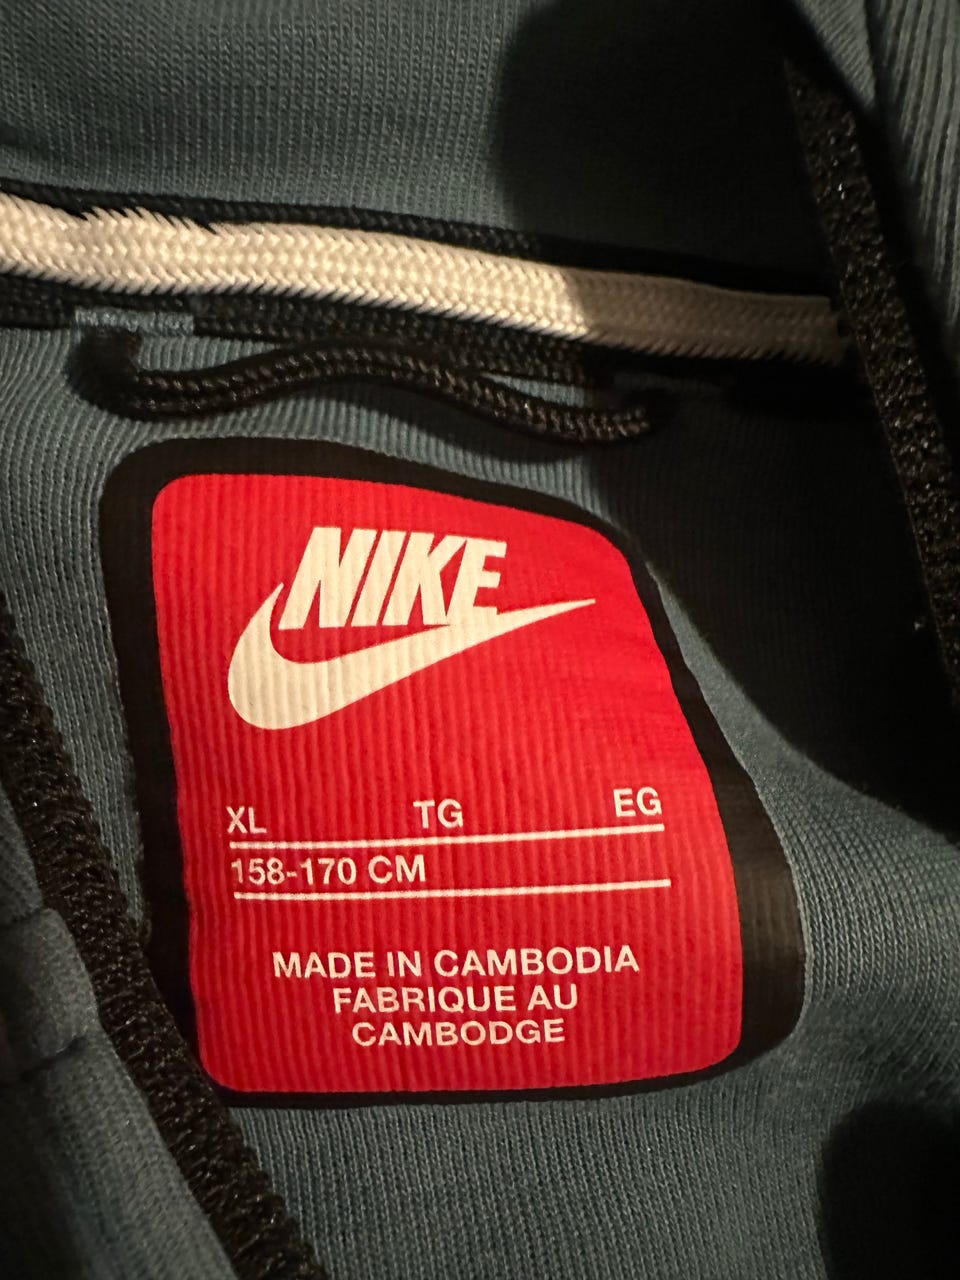 NIKE
XL TG EG
158-170 CM
MADE IN CAMBODIA
FABRIQUE AU
CAMBODGE